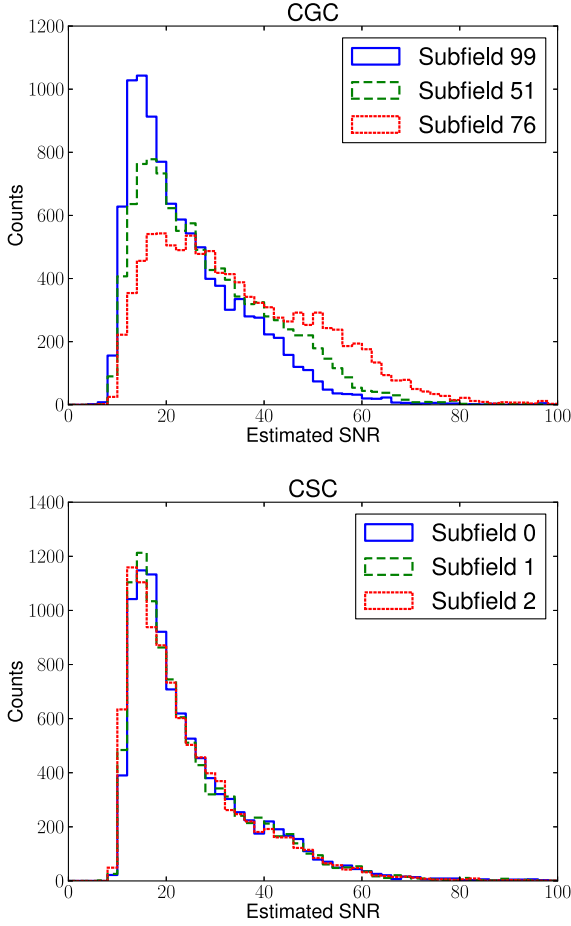 CGC
1200
1000
800
600
400
200
0
Counts
Subfield 99
Subfield 51
Subfield 76
0 20 40 60 80 100
Estimated SNR
CSC
1400
1200
1000
800
600
400
200
0
Counts
Subfield 0
Subfield 1
Subfield 2
0 20 40 60 80 100
Estimated SNR